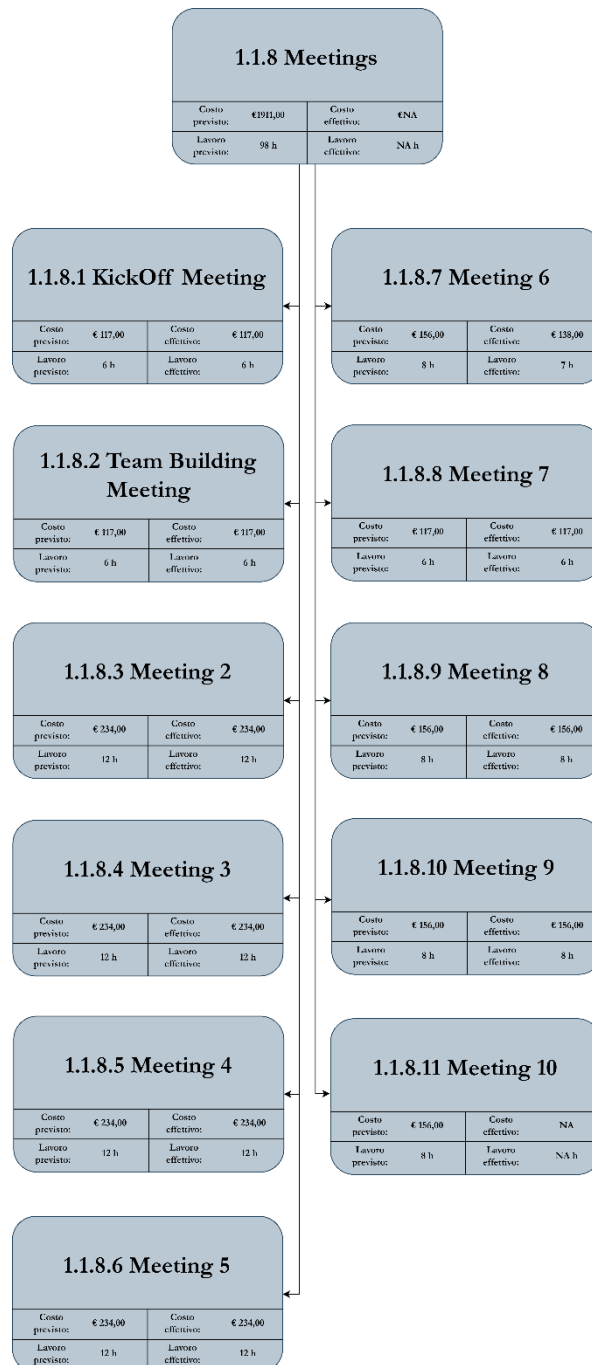 1.1.8 Meetings
Costo previsto: €1911,00 Costo effettivo: €NA
Lavoro previsto: 98 h Lavoro effettivo: NA h
1.1.8.1 KickOff Meeting
Costo previsto: € 117,00 Costo effettivo: € 117,00
Lavoro previsto: 6 h Lavoro effettivo: 6 h
1.1.8.7 Meeting 6
Costo previsto: € 156,00 Costo effettivo: € 138,00
Lavoro previsto: 8 h Lavoro effettivo: 7 h
1.1.8.2 Team Building
Meeting
Costo previsto: € 117,00 Costo effettivo: € 117,00
Lavoro previsto: 6 h Lavoro effettivo: 6 h
1.1.8.8 Meeting 7
Costo previsto: € 117,00 Costo effettivo: € 117,00
Lavoro previsto: 6 h Lavoro effettivo: 6 h
1.1.8.3 Meeting 2
Costo previsto: € 234,00 Costo effettivo: € 234,00
Lavoro previsto: 12 h Lavoro effettivo: 12 h
1.1.8.9 Meeting 8
Costo previsto: € 156,00 Costo effettivo: € 156,00
Lavoro previsto: 8 h Lavoro effettivo: 8 h
1.1.8.4 Meeting 3
Costo previsto: € 234,00 Costo effettivo: € 234,00
Lavoro previsto: 12 h Lavoro effettivo: 12 h
1.1.8.10 Meeting 9
Costo previsto: € 156,00 Costo effettivo: € 156,00
Lavoro previsto: 8 h Lavoro effettivo: 8 h
1.1.8.5 Meeting 4
Costo previsto: € 234,00 Costo effettivo: € 234,00
Lavoro previsto: 12 h Lavoro effettivo: 12 h
1.1.8.11 Meeting 10
Costo previsto: € 156,00 Costo effettivo: NA
Lavoro previsto: 8 h Lavoro effettivo: NA h
1.1.8.6 Meeting 5
Costo previsto: € 234,00 Costo effettivo: € 234,00
Lavoro previsto: 12 h Lavoro effettivo: 12 h